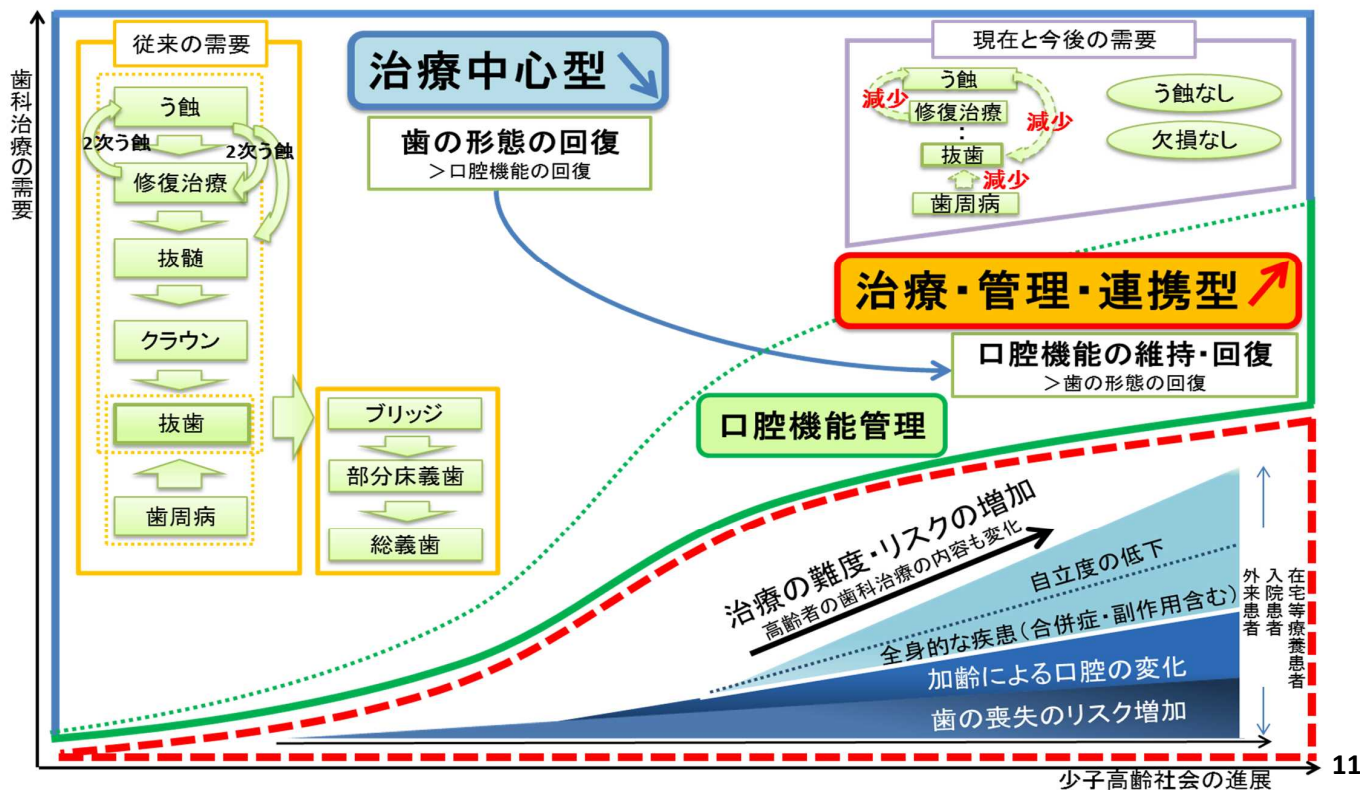 歯科治療の需要
従来の需要
う蝕
2次う蝕
2次う蝕
修復治療
抜髄
クラウン
抜歯
歯周病
ブリッジ
部分床義歯
総義歯
治療中心型
歯の形態の回復
＞口腔機能の回復
現在と今後の需要
う蝕
減少
修復治療
減少
抜歯
減少
歯周病
う蝕なし
欠損なし
治療・管理・連携型
口腔機能の維持・回復
＞歯の形態の回復
口腔機能管理
治療の難度・リスクの増加
高齢者の歯科治療の内容も変化
自立度の低下
全身的な疾患（合併症・副作用含む）
加齢による口腔の変化
歯の喪失のリスク増加
在宅等療養患者
入院患者
外来患者
少子高齢社会の進展
11